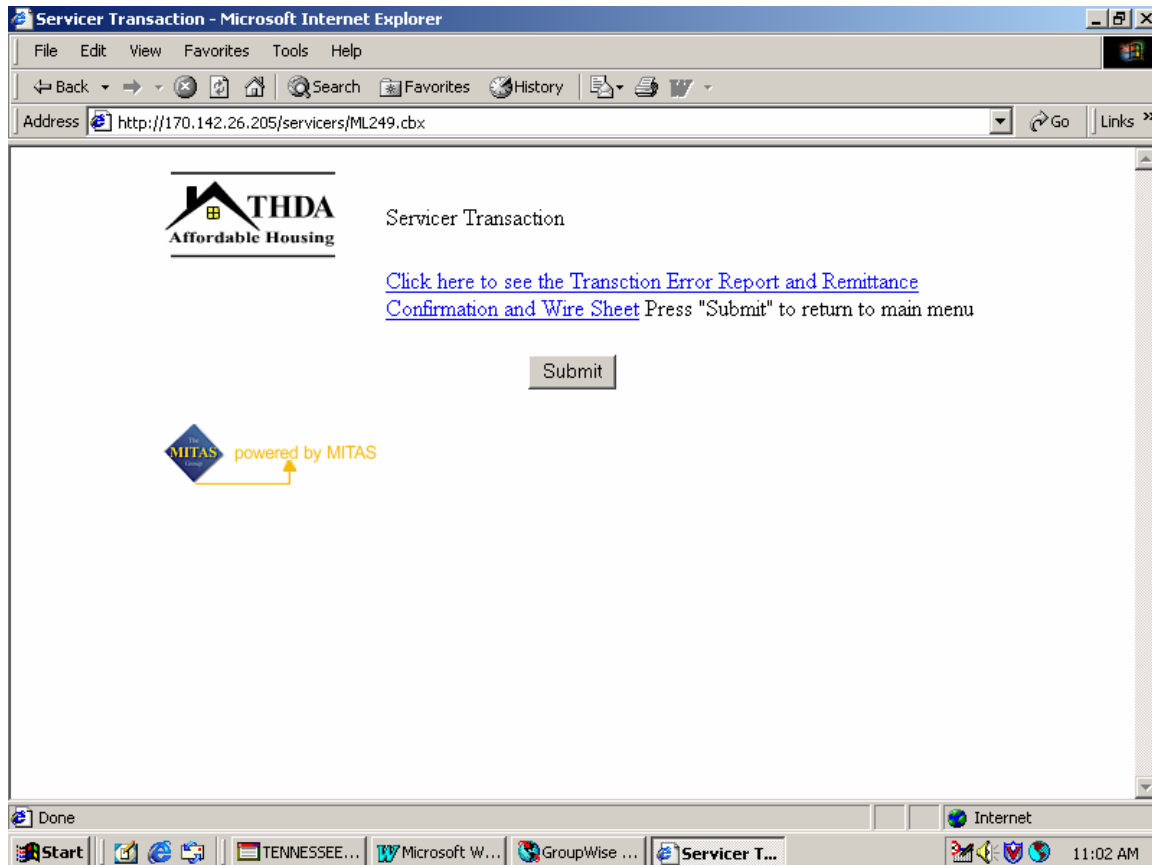 Servicer Transaction - Microsoft Internet Explorer
File Edit View Favorites Tools Help
Back Search Favorites History
Address http://170.142.26.205/servicers/ML249.cbx Go Links »
THDA
Affordable Housing
Servicer Transaction
Click here to see the Transction Error Report and Remittance
Confirmation and Wire Sheet Press "Submit" to return to main menu
Submit
The
MITAS
Group
powered by MITAS
Done Internet
Start TENNESSEE... Microsoft W... GroupWise ... Servicer T... 11:02 AM